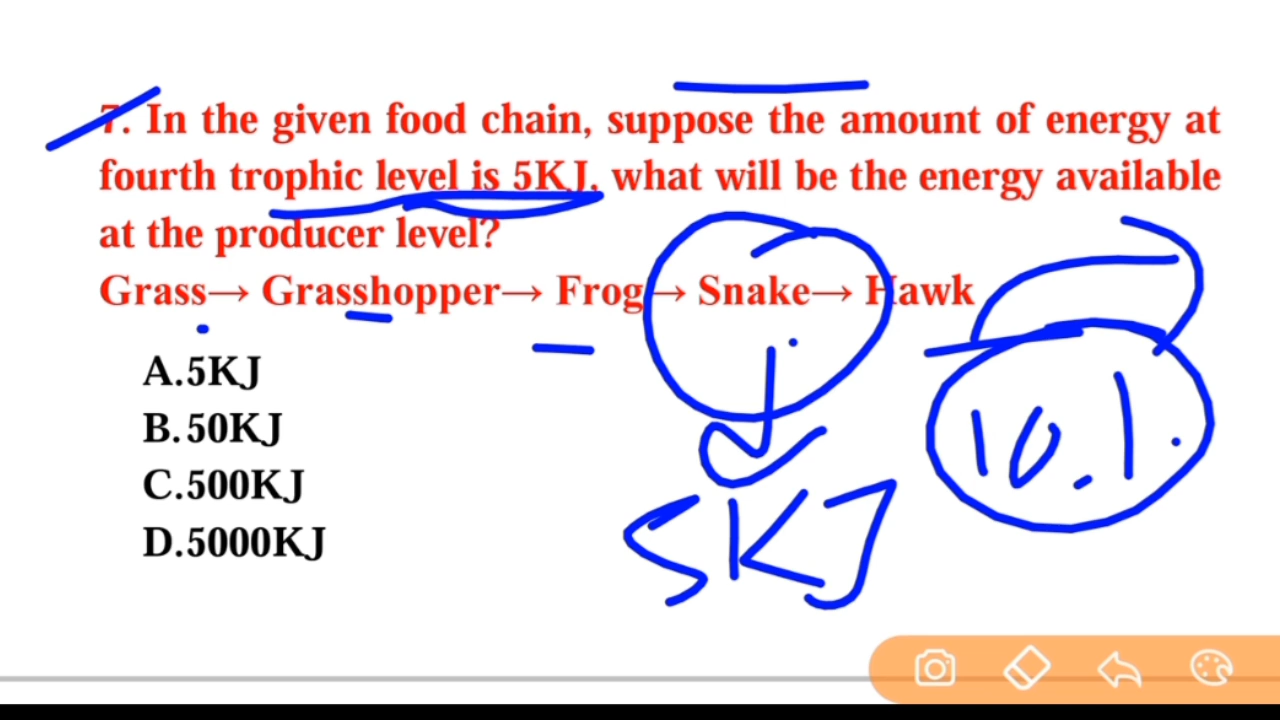 7. In the given food chain, suppose the amount of energy at
fourth trophic level is 5KJ. what will be the energy available
at the producer level?
Grass→ Grasshopper→ Frog→ Snake→ Hawk
A.5KJ
B.50KJ
C.500KJ
D.5000KJ
5KJ
10.1.